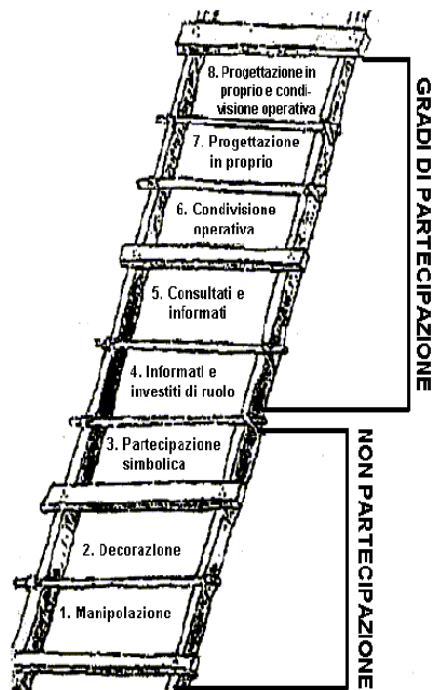 8. Progettazione in
proprio e condi-
visione operativa
7. Progettazione
in proprio
6. Condivisione
operativa
5. Consultati e
informati
4. Informati e
investiti di ruolo
3. Partecipazione
simbolica
2. Decorazione
1. Manipolazione
GRADI DI PARTECIPAZIONE
NON PARTECIPAZIONE